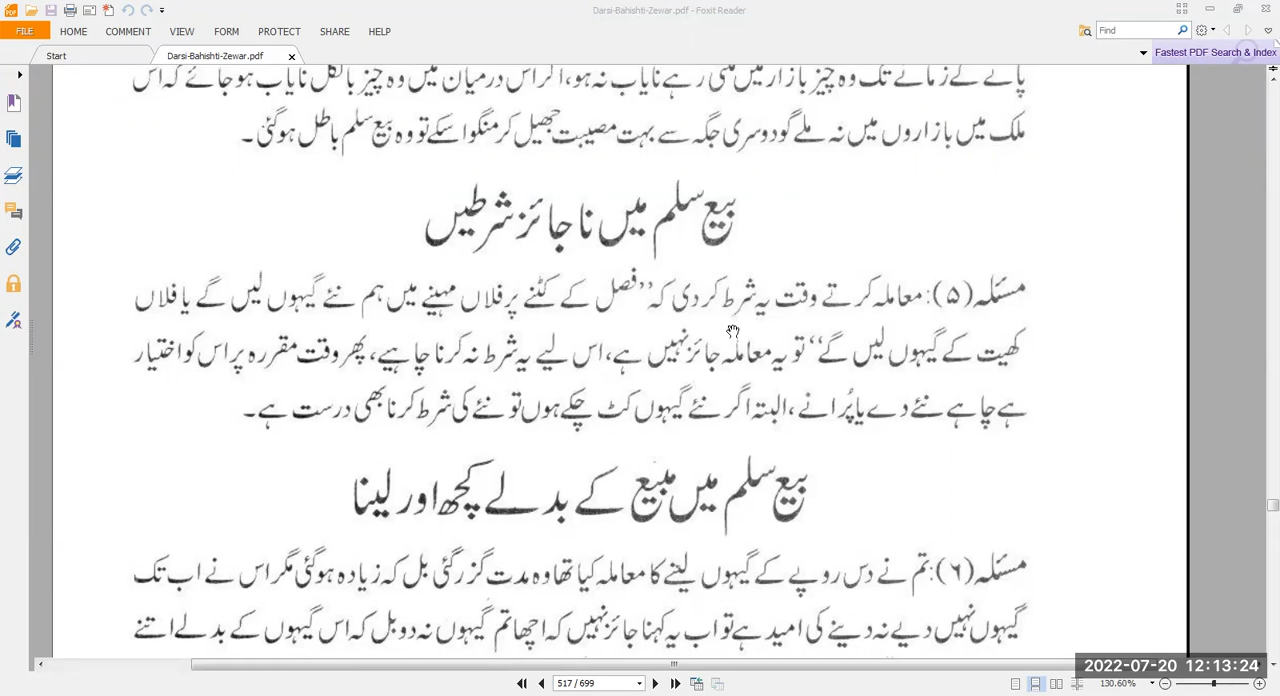 Darsi-Bahishti-Zewar.pdf - Foxit Reader
FILE HOME COMMENT VIEW FORM PROTECT SHARE HELP
Find
Start
Darsi-Bahishti-Zewar.pdf
Fastest PDF Search & Index
پانے کے زمانے تک وہ چیز بازار میں ملتی رہے نایاب نہ ہو، اگر اس درمیان میں وہ چیز بالکل نایاب ہو جائے کہ اس
ملک میں بازاروں میں نہ ملے گو دوسری جگہ سے بہت مصیبت جھیل کر منگوا سکے تو وہ بیع سلم باطل ہو گئی۔
بیع سلم میں ناجائز شرطیں
مسئلہ(۵): معاملہ کرتے وقت یہ شرط کر دی کہ ’’فصل کے کٹنے پر فلاں مہینے میں ہم نئے گیہوں لیں گے یا فلاں
کھیت کے گیہوں لیں گے‘‘ تو یہ معاملہ جائز نہیں ہے، اس لیے یہ شرط نہ کرنا چاہیے، پھر وقت مقررہ پر اس کو اختیار
ہے چاہے نئے دے یا پُرانے، البتہ اگر نئے گیہوں کٹ چکے ہوں تو نئے کی شرط کرنا بھی درست ہے۔
بیع سلم میں مبیع کے بدلے کچھ اور لینا
مسئلہ(۶): تم نے دس روپے کے گیہوں لینے کا معاملہ کیا تھا وہ مدت گزر گئی بل کہ زیادہ ہو گئی مگر اس نے اب تک
گیہوں نہیں دیے نہ دینے کی امید ہے تو اب یہ کہنا جائز نہیں کہ اچھا تم گیہوں نہ دو بل کہ اس گیہوں کے بدلے اتنے
2022-07-20 12:13:24
517 / 699
130.60%